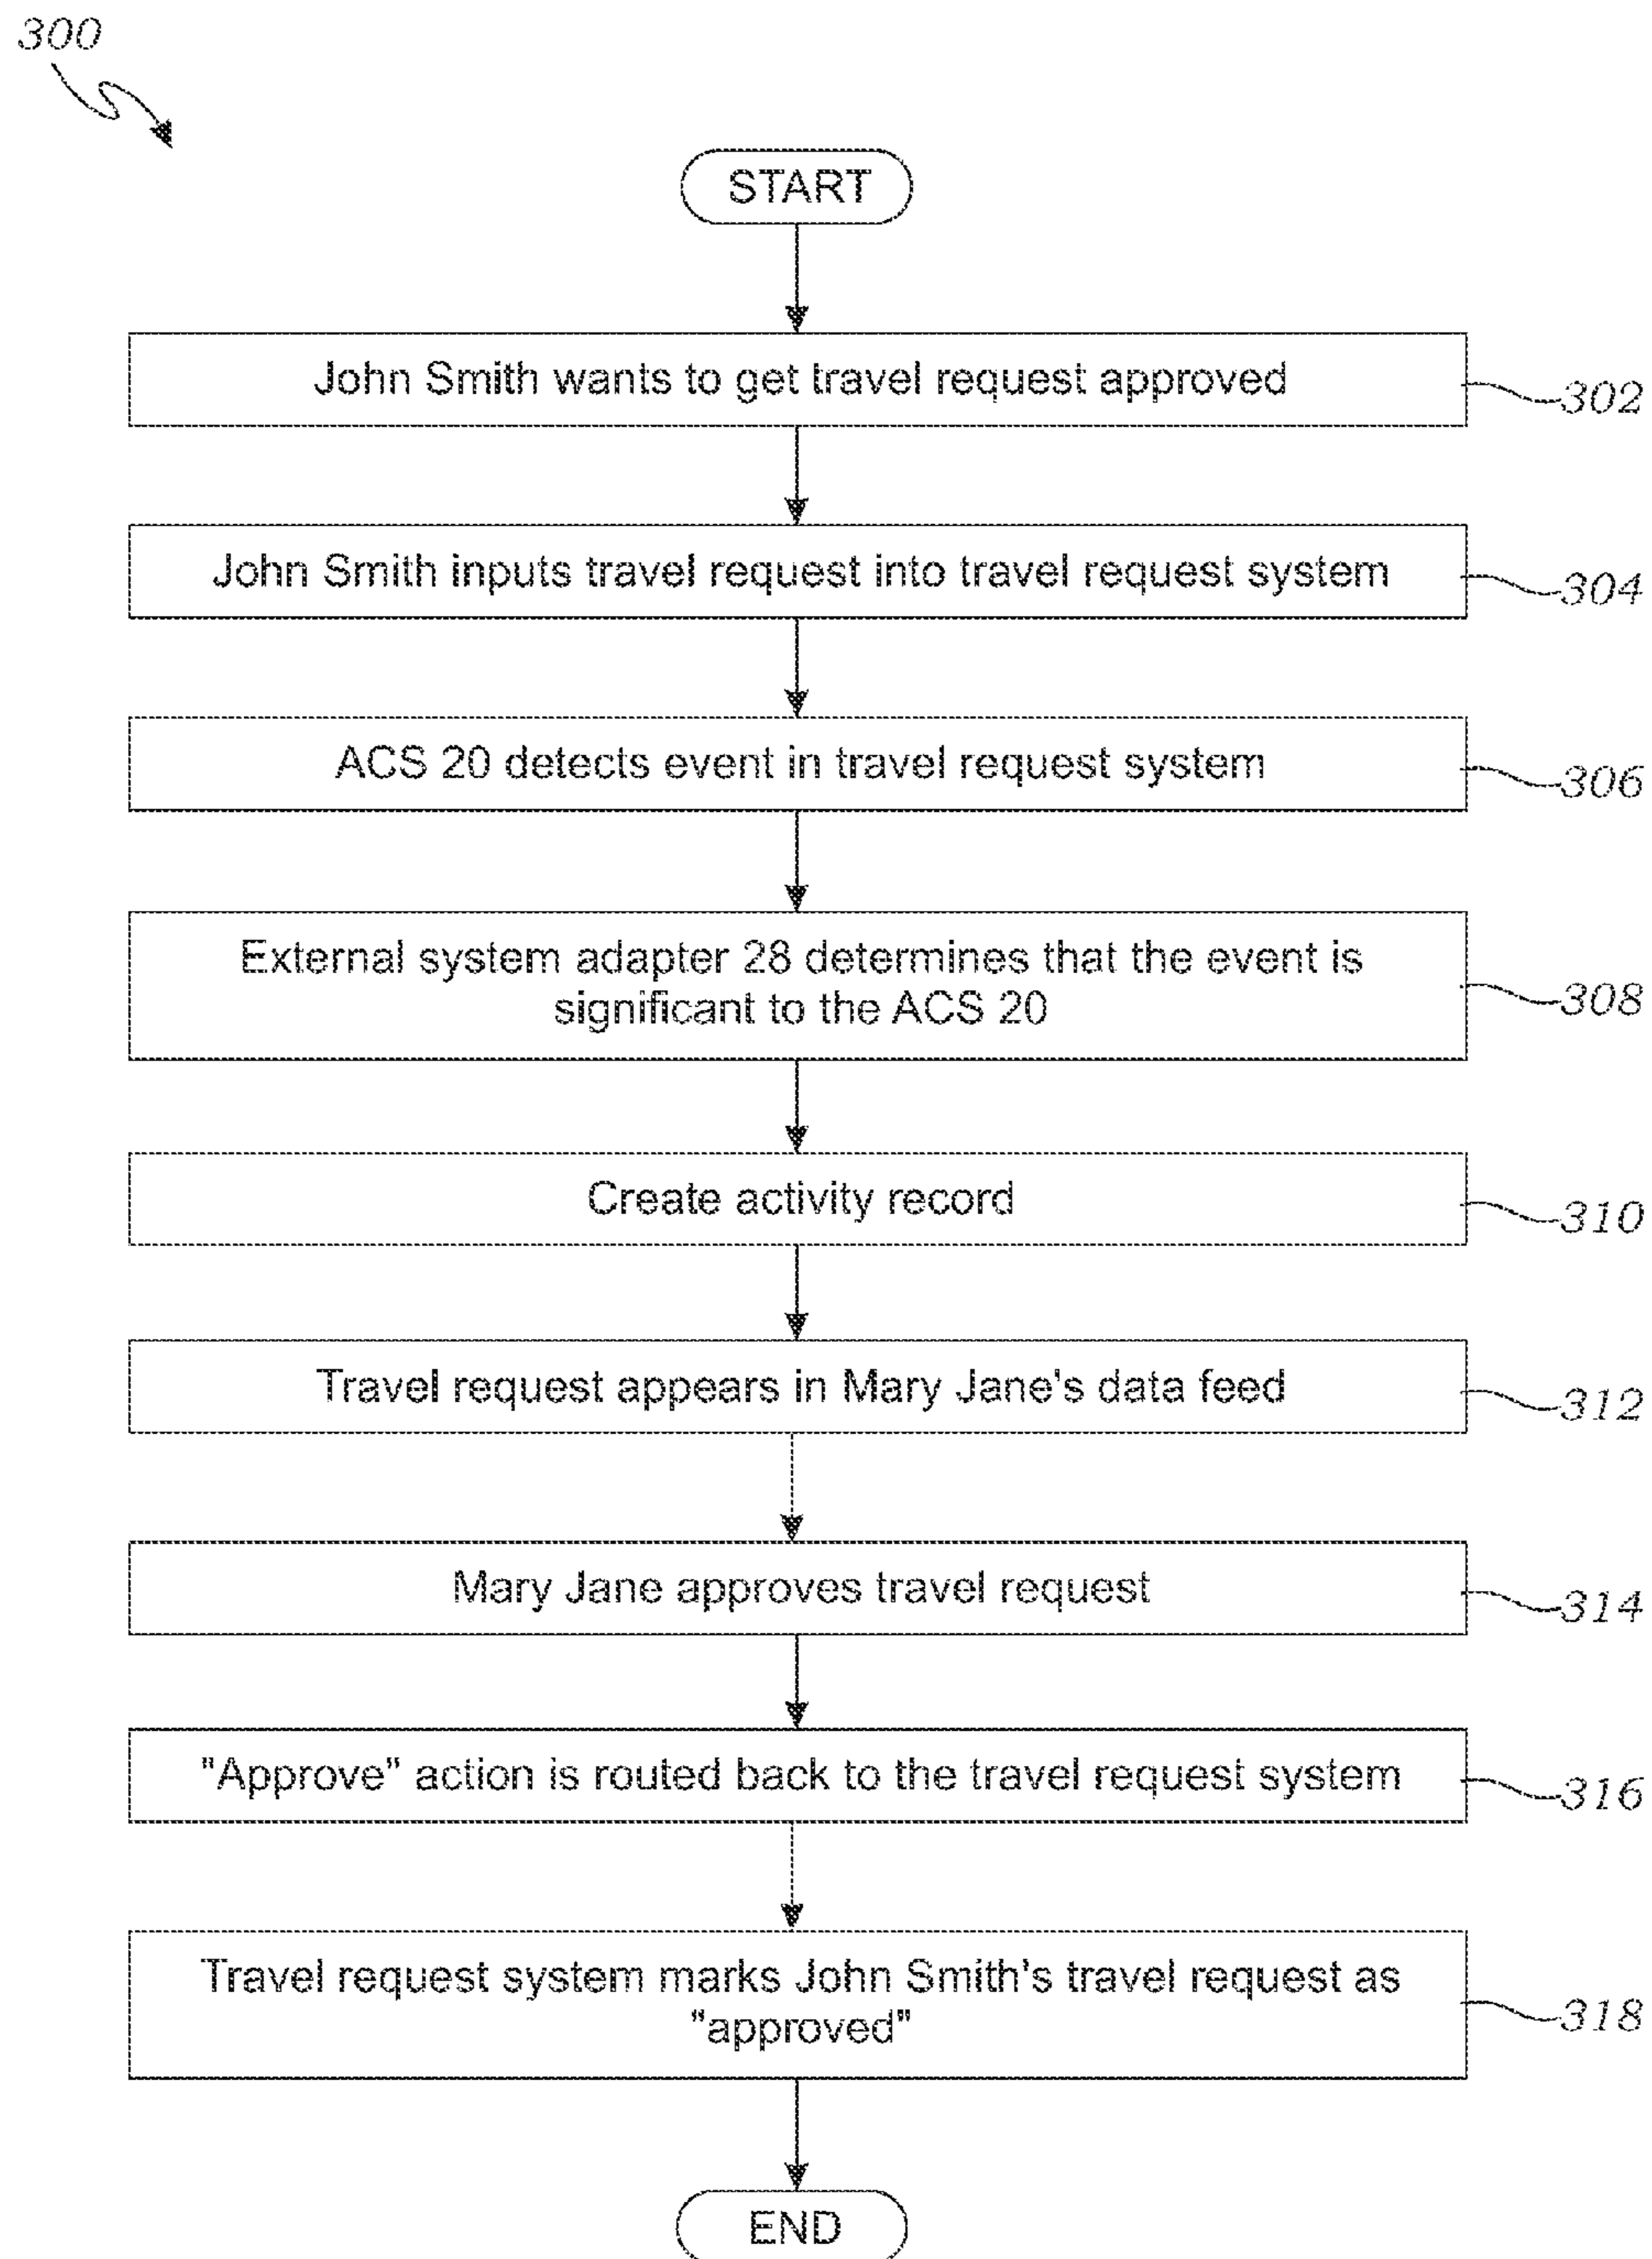 300
START
John Smith wants to get travel request approved
302
John Smith inputs travel request into travel request system
304
ACS 20 detects event in travel request system
306
External system adapter 28 determines that the event is
significant to the ACS 20
308
Create activity record
310
Travel request appears in Mary Jane's data feed
312
Mary Jane approves travel request
314
"Approve" action is routed back to the travel request system
316
Travel request system marks John Smith's travel request as
"approved"
318
END